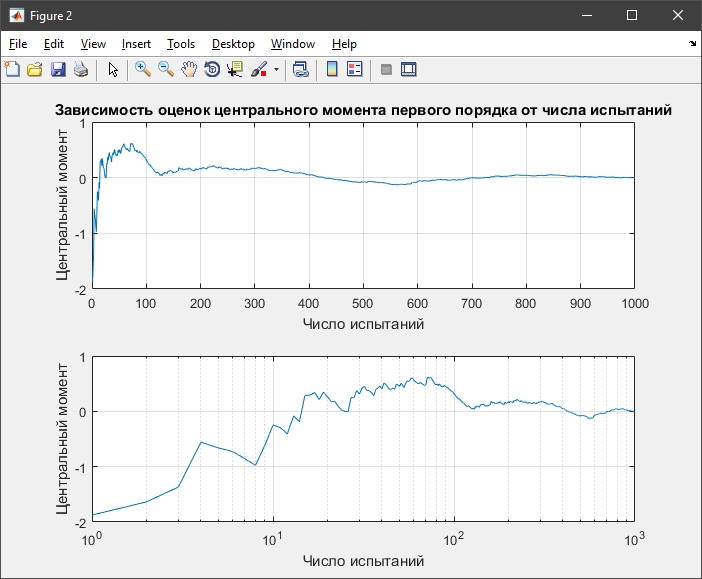 Figure 2
File Edit View Insert Tools Desktop Window Help
Зависимость оценок центрального момента первого порядка от числа испытаний
Центральный момент
1
0
-1
-2
0 100 200 300 400 500 600 700 800 900 1000
Число испытаний
Центральный момент
1
0
-1
-2
10^0 10^1 10^2 10^3
Число испытаний